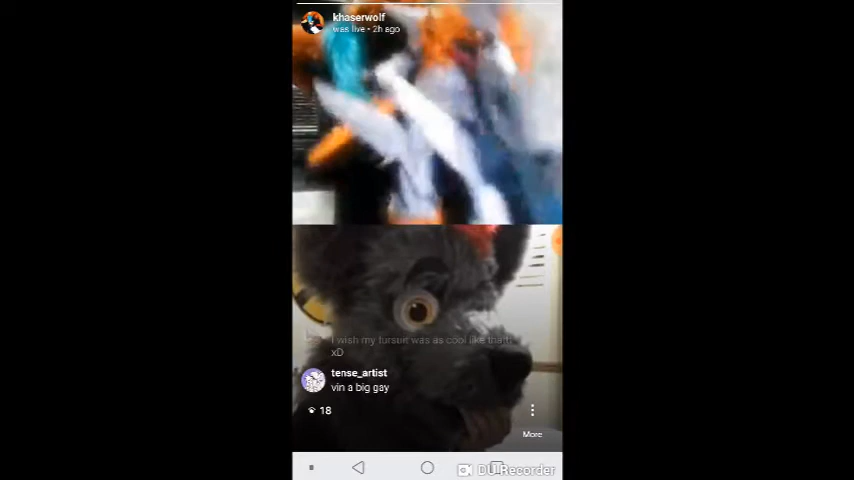 khaserwolf
was live • 2h ago
I wish my fursuit was as cool like that!!
xD
tense_artist
vin a big gay
18
More
DU Recorder